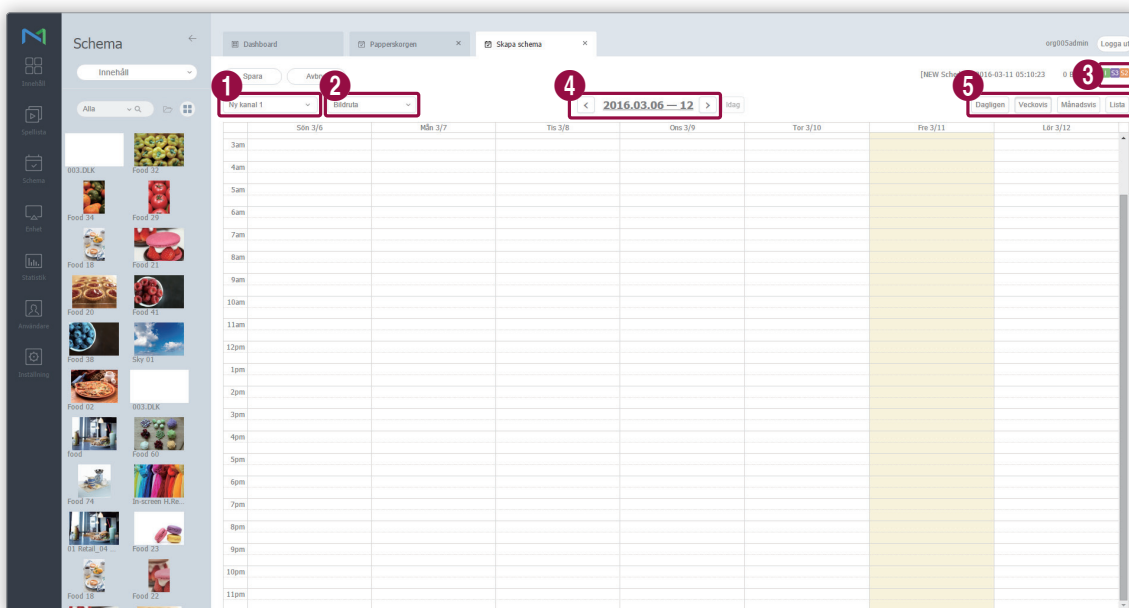 Schema
Dashboard
Papperskorgen
Skapa schema
org005admin
Logga ut
Innehåll
Innehåll
Spellista
Schema
Enhet
Statistik
Användare
Inställning
Alla
003.DLK
Food 32
Food 34
Food 29
Food 18
Food 21
Food 20
Food 41
Food 38
Sky 01
Food 02
003.DLK
food
Food 60
Food 74
In-screen H.Re...
01 Retail_04 ...
Food 23
Food 18
Food 22
1
2
4
3
5
Spara
2016-03-11 05:10:23
S3
S2
Ny kanal 1
Bildruta
< 2016.03.06 — 12 >
Idag
Dagligen
Veckovis
Månadsvis
Lista
Sön 3/6
Mån 3/7
Tis 3/8
Ons 3/9
Tor 3/10
Fre 3/11
Lör 3/12
3am
4am
5am
6am
7am
8am
9am
10am
11am
12pm
1pm
2pm
3pm
4pm
5pm
6pm
7pm
8pm
9pm
10pm
11pm